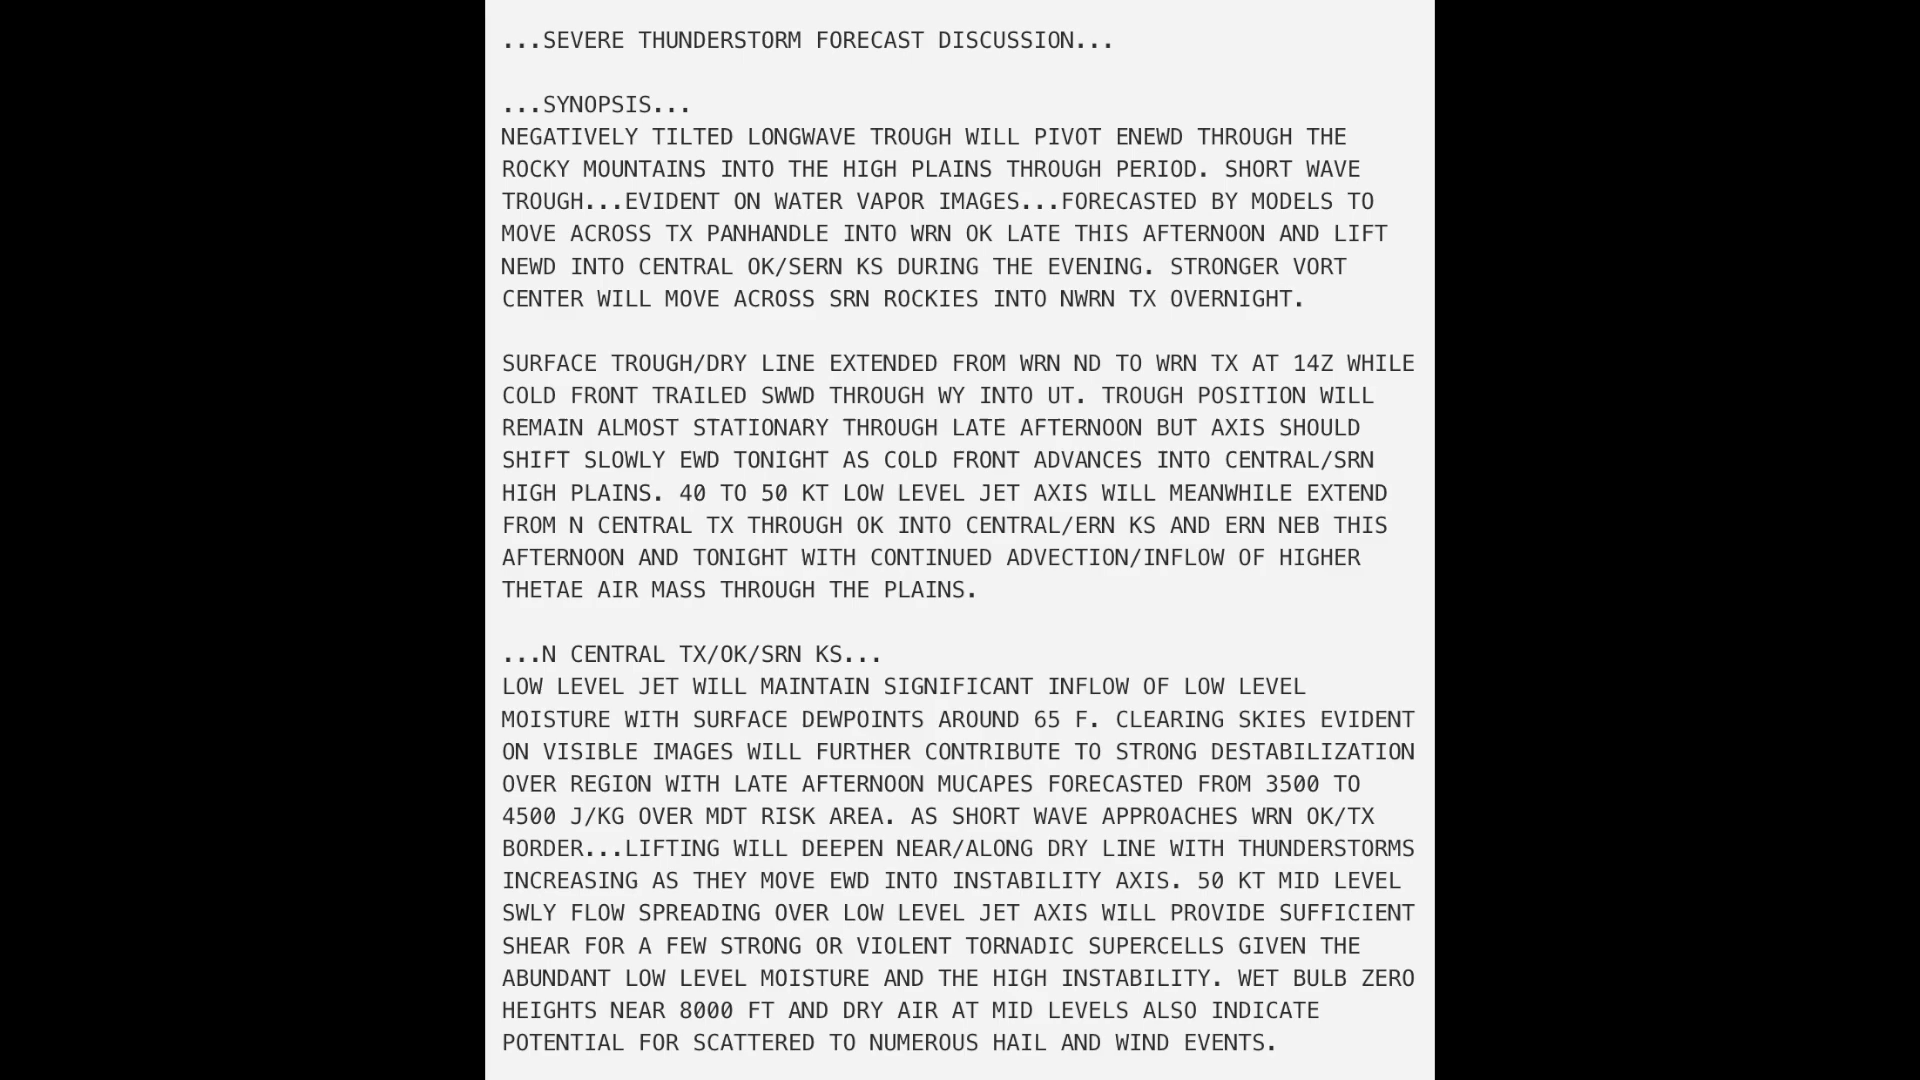 ...SEVERE THUNDERSTORM FORECAST DISCUSSION...
...SYNOPSIS...
NEGATIVELY TILTED LONGWAVE TROUGH WILL PIVOT ENEWD THROUGH THE
ROCKY MOUNTAINS INTO THE HIGH PLAINS THROUGH PERIOD. SHORT WAVE
TROUGH...EVIDENT ON WATER VAPOR IMAGES...FORECASTED BY MODELS TO
MOVE ACROSS TX PANHANDLE INTO WRN OK LATE THIS AFTERNOON AND LIFT
NEWD INTO CENTRAL OK/SERN KS DURING THE EVENING. STRONGER VORT
CENTER WILL MOVE ACROSS SRN ROCKIES INTO NWRN TX OVERNIGHT.
SURFACE TROUGH/DRY LINE EXTENDED FROM WRN ND TO WRN TX AT 14Z WHILE
COLD FRONT TRAILED SWWD THROUGH WY INTO UT. TROUGH POSITION WILL
REMAIN ALMOST STATIONARY THROUGH LATE AFTERNOON BUT AXIS SHOULD
SHIFT SLOWLY EWD TONIGHT AS COLD FRONT ADVANCES INTO CENTRAL/SRN
HIGH PLAINS. 40 TO 50 KT LOW LEVEL JET AXIS WILL MEANWHILE EXTEND
FROM N CENTRAL TX THROUGH OK INTO CENTRAL/ERN KS AND ERN NEB THIS
AFTERNOON AND TONIGHT WITH CONTINUED ADVECTION/INFLOW OF HIGHER
THETAE AIR MASS THROUGH THE PLAINS.
...N CENTRAL TX/OK/SRN KS...
LOW LEVEL JET WILL MAINTAIN SIGNIFICANT INFLOW OF LOW LEVEL
MOISTURE WITH SURFACE DEWPOINTS AROUND 65 F. CLEARING SKIES EVIDENT
ON VISIBLE IMAGES WILL FURTHER CONTRIBUTE TO STRONG DESTABILIZATION
OVER REGION WITH LATE AFTERNOON MUCAPES FORECASTED FROM 3500 TO
4500 J/KG OVER MDT RISK AREA. AS SHORT WAVE APPROACHES WRN OK/TX
BORDER...LIFTING WILL DEEPEN NEAR/ALONG DRY LINE WITH THUNDERSTORMS
INCREASING AS THEY MOVE EWD INTO INSTABILITY AXIS. 50 KT MID LEVEL
SWLY FLOW SPREADING OVER LOW LEVEL JET AXIS WILL PROVIDE SUFFICIENT
SHEAR FOR A FEW STRONG OR VIOLENT TORNADIC SUPERCELLS GIVEN THE
ABUNDANT LOW LEVEL MOISTURE AND THE HIGH INSTABILITY. WET BULB ZERO
HEIGHTS NEAR 8000 FT AND DRY AIR AT MID LEVELS ALSO INDICATE
POTENTIAL FOR SCATTERED TO NUMEROUS HAIL AND WIND EVENTS.